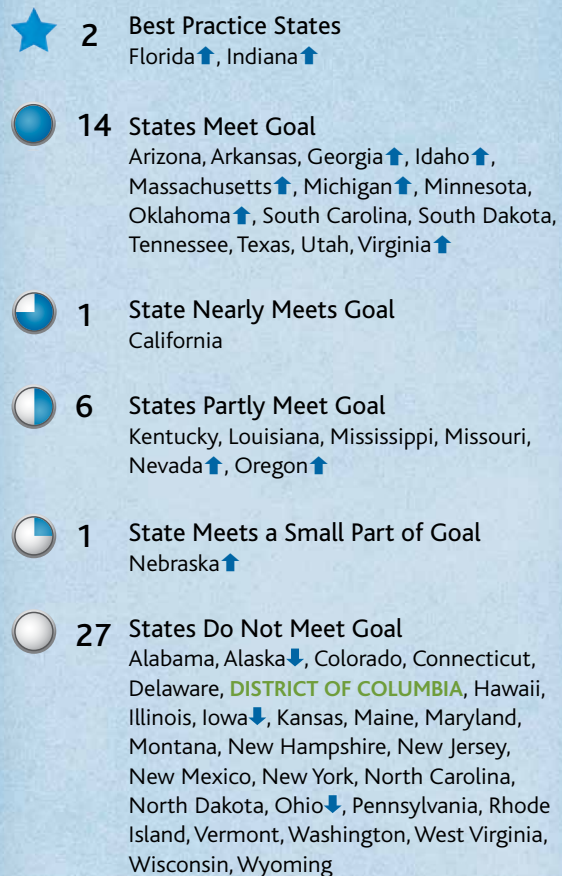 2 Best Practice States
Florida⬆, Indiana⬆
14 States Meet Goal
Arizona, Arkansas, Georgia⬆, Idaho⬆,
Massachusetts⬆, Michigan⬆, Minnesota,
Oklahoma⬆, South Carolina, South Dakota,
Tennessee, Texas, Utah, Virginia⬆
1 State Nearly Meets Goal
California
6 States Partly Meet Goal
Kentucky, Louisiana, Mississippi, Missouri,
Nevada⬆, Oregon⬆
1 State Meets a Small Part of Goal
Nebraska⬆
27 States Do Not Meet Goal
Alabama, Alaska⬇, Colorado, Connecticut,
Delaware, DISTRICT OF COLUMBIA, Hawaii,
Illinois, Iowa⬇, Kansas, Maine, Maryland,
Montana, New Hampshire, New Jersey,
New Mexico, New York, North Carolina,
North Dakota, Ohio⬇, Pennsylvania, Rhode
Island, Vermont, Washington, West Virginia,
Wisconsin, Wyoming